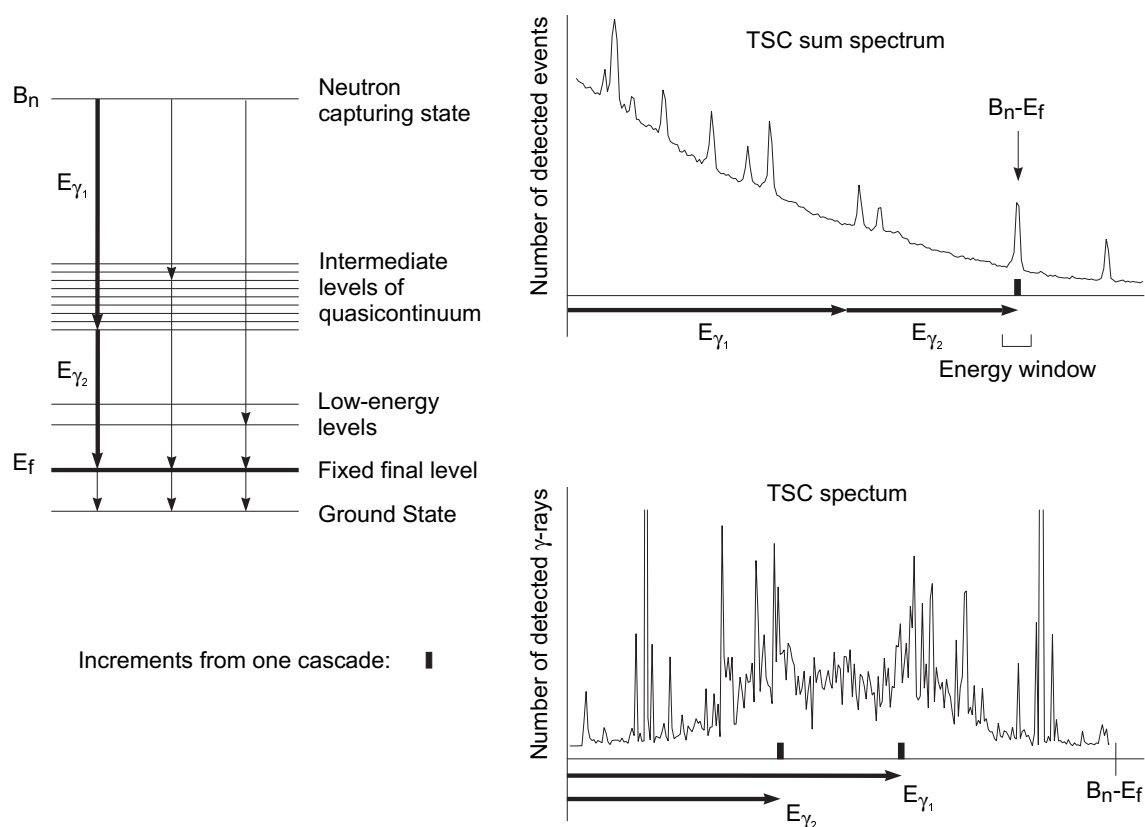 Bn
Neutron
capturing state
Eγ1
Intermediate
levels of
quasicontinuum
Eγ2
Low-energy
levels
Ef
Fixed final level
Ground State
Increments from one cascade:
TSC sum spectrum
Number of detected events
Bn-Ef
Eγ1
Eγ2
Energy window
TSC spectum
Number of detected γ-rays
Bn-Ef
Eγ1
Eγ2